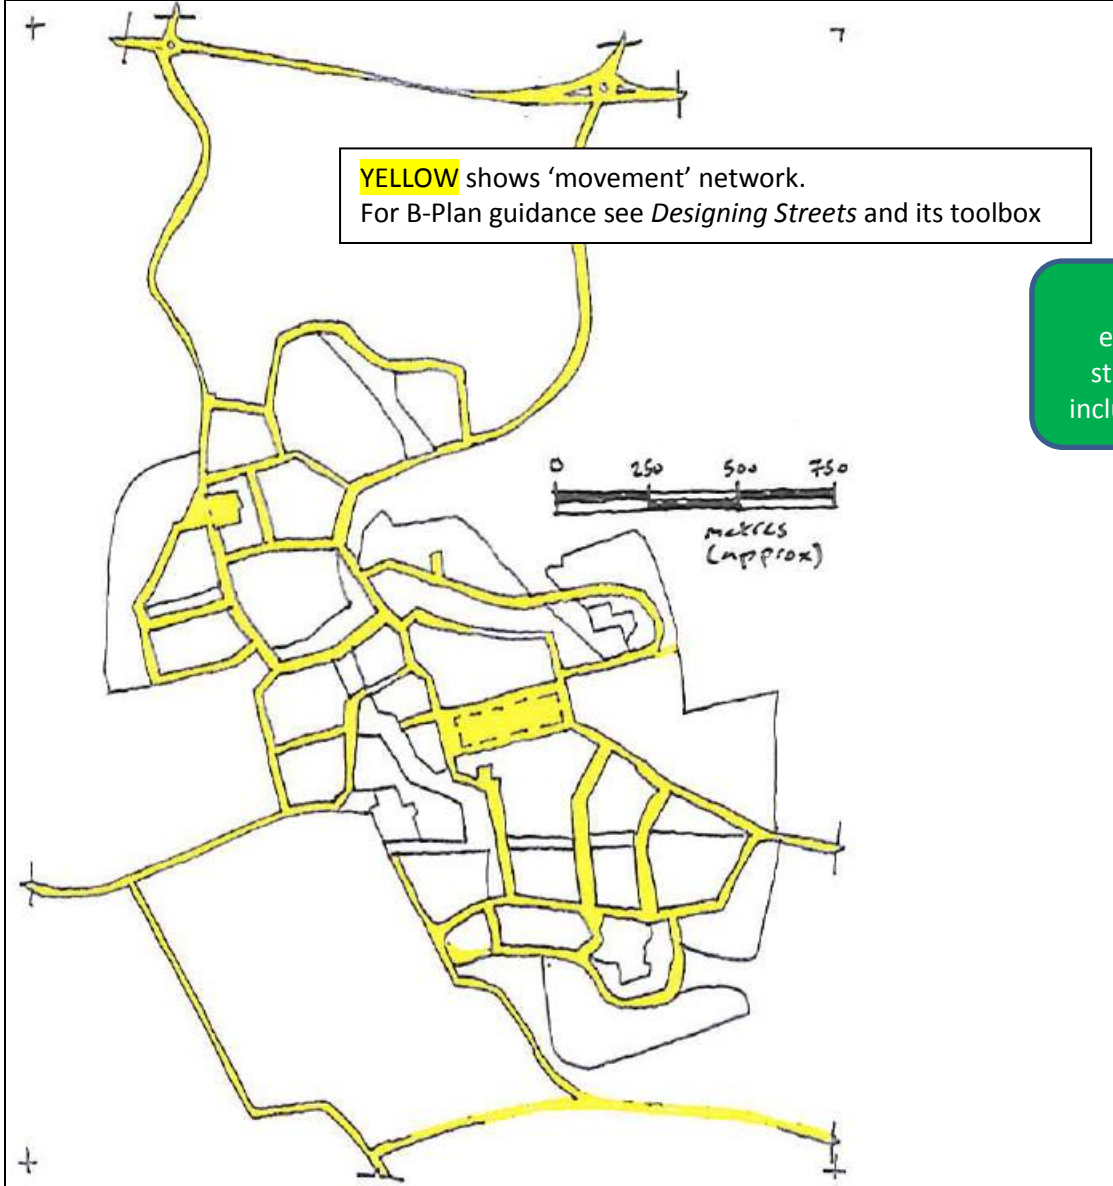 YELLOW shows ‘movement’ network.
For B-Plan guidance see Designing Streets and its toolbox
0 250 500 750
metres
(approx)